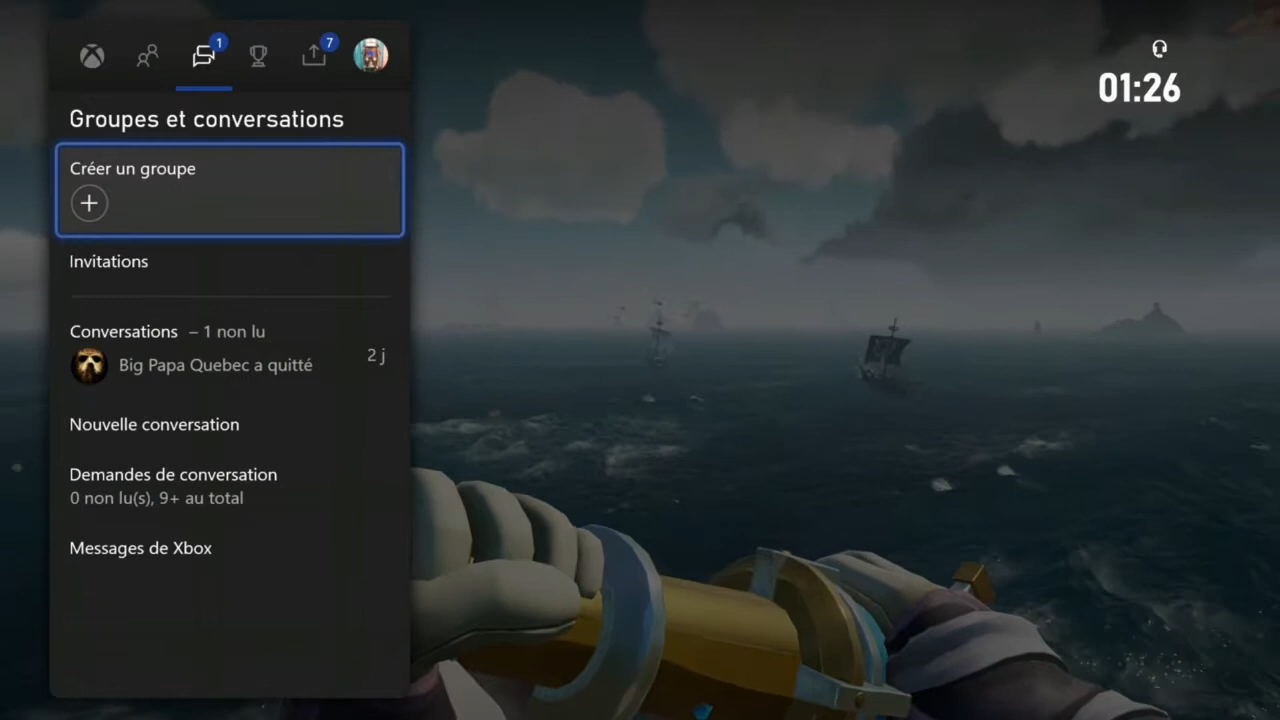 1
7
01:26
Groupes et conversations
Créer un groupe
Invitations
Conversations – 1 non lu
Big Papa Quebec a quitté
2 j
Nouvelle conversation
Demandes de conversation
0 non lu(s), 9+ au total
Messages de Xbox